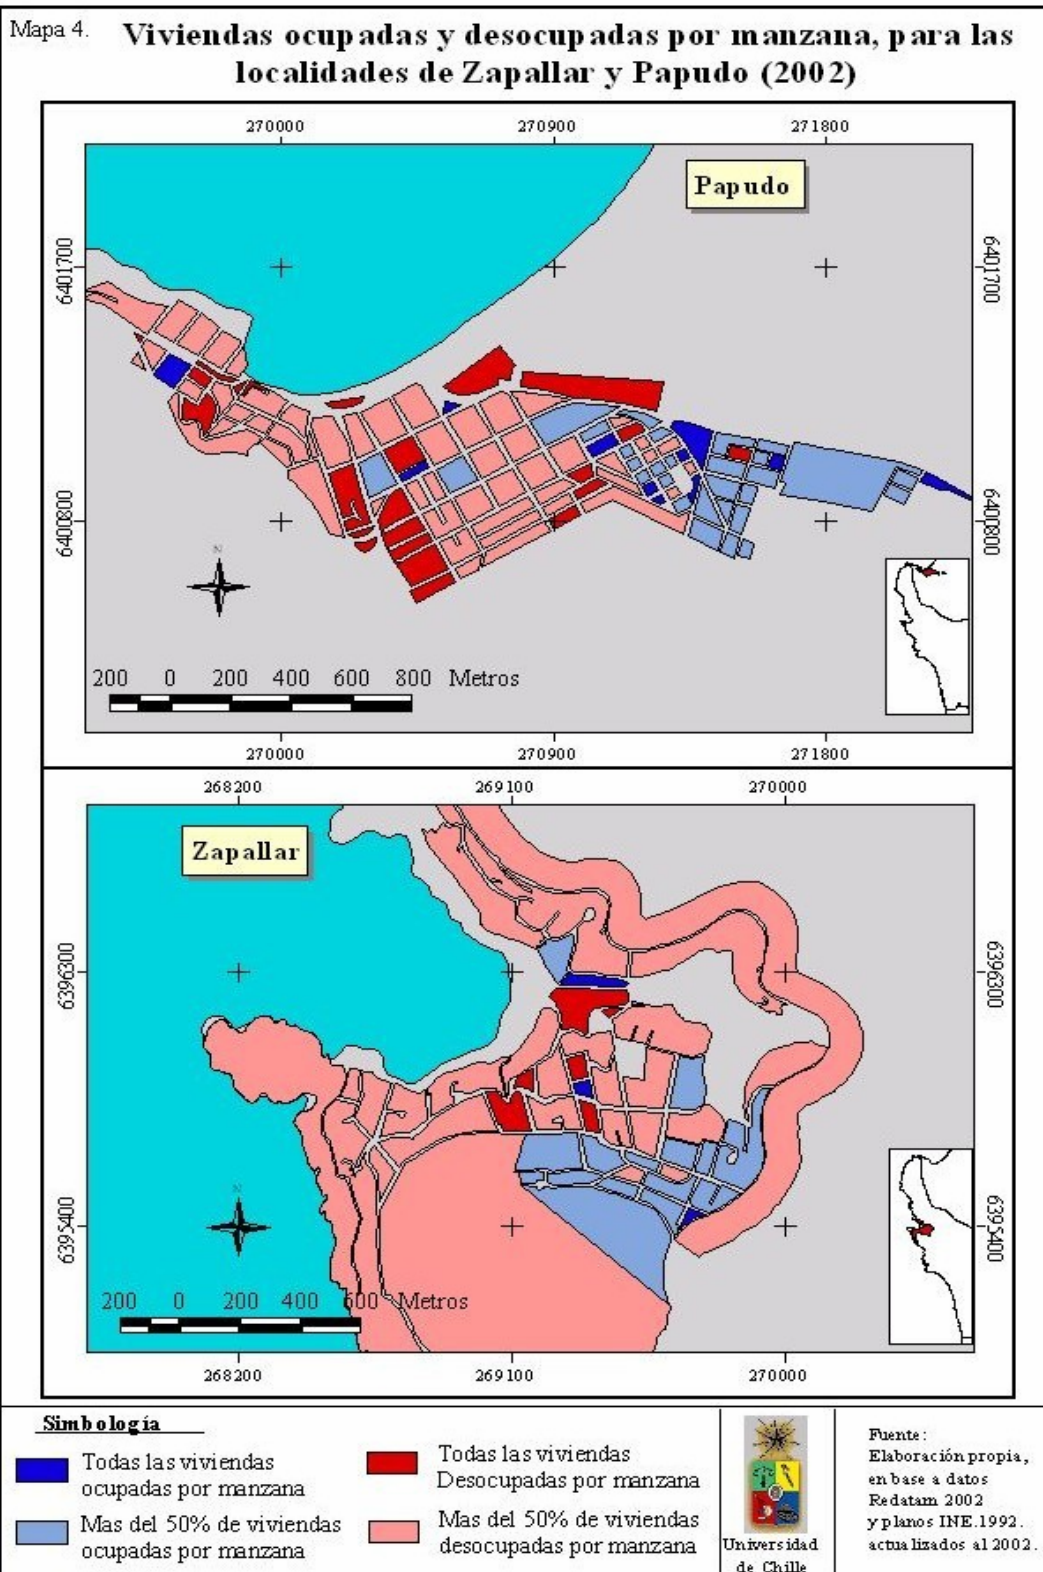 Mapa 4.
Viviendas ocupadas y desocupadas por manzana, para las
localidades de Zapallar y Papudo (2002)
270000 270900 271800
Papudo
6401700 6401700
6400800 640800
N
200 0 200 400 600 800 Metros
270000 270900 271800
268200 269100 270000
Zapallar
6396300 6396300
6395400 6395400
N
200 0 200 400 600 Metros
268200 269100 270000
Simbología
Todas las viviendas
ocupadas por manzana
Mas del 50% de viviendas
ocupadas por manzana
Todas las viviendas
Desocupadas por manzana
Mas del 50% de viviendas
desocupadas por manzana
Universidad
de Chille
Fuente:
Elaboración propia,
en base a datos
Redatam 2002
y planos INE.1992.
actualizados al 2002.